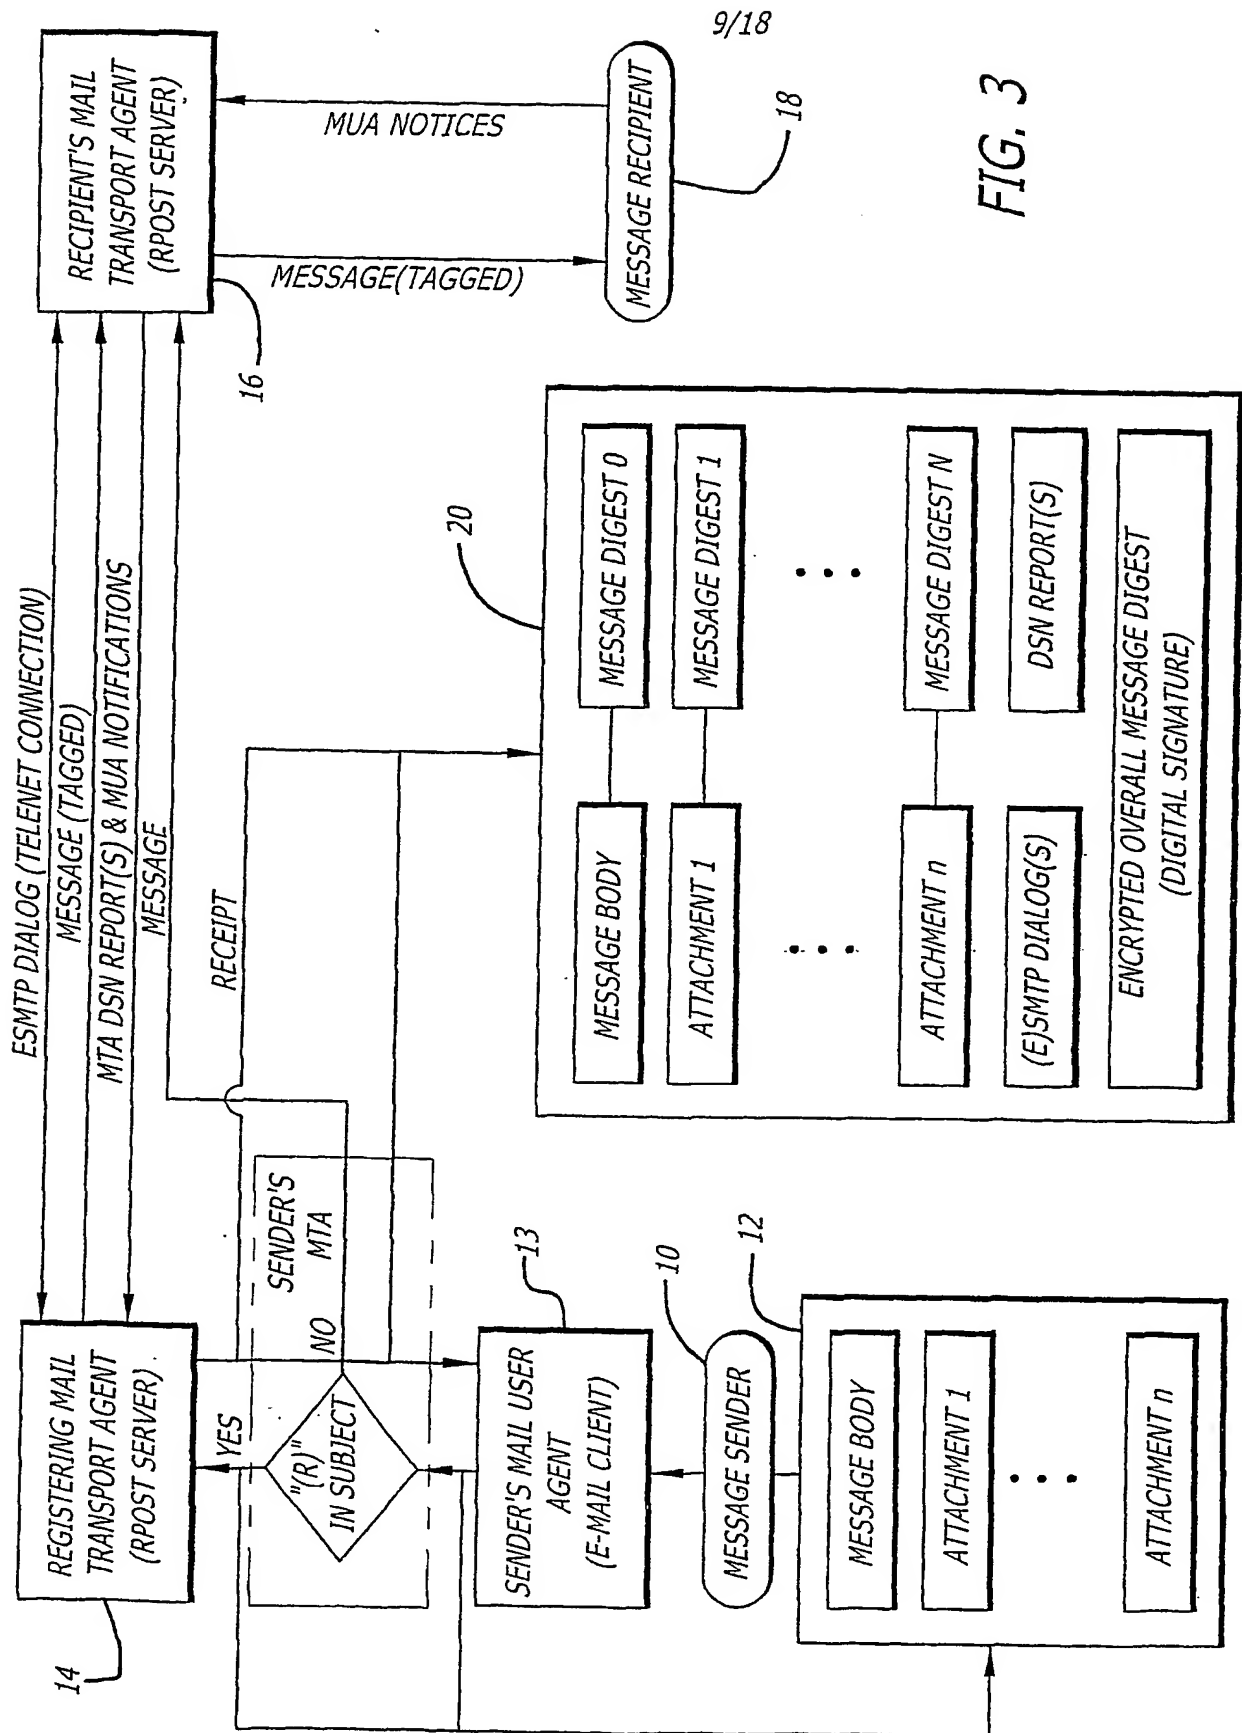 9/18
ESMTP DIALOG (TELENET CONNECTION)
MESSAGE (TAGGED)
MTA DSN REPORT(S) & MUA NOTIFICATIONS
MESSAGE
REGISTERING MAIL
TRANSPORT AGENT
(RPOST SERVER)
14
RECIPIENT'S MAIL
TRANSPORT AGENT
(RPOST SERVER)
16
YES
NO
"(R)"
IN SUBJECT
SENDER'S
MTA
RECEIPT
MESSAGE(TAGGED)
MUA NOTICES
SENDER'S MAIL USER
AGENT
(E-MAIL CLIENT)
13
MESSAGE SENDER
10
MESSAGE RECIPIENT
18
12
MESSAGE BODY
ATTACHMENT 1
ATTACHMENT n
20
MESSAGE BODY
MESSAGE DIGEST 0
ATTACHMENT 1
MESSAGE DIGEST 1
ATTACHMENT n
MESSAGE DIGEST N
(E)SMTP DIALOG(S)
DSN REPORT(S)
ENCRYPTED OVERALL MESSAGE DIGEST
(DIGITAL SIGNATURE)
FIG. 3